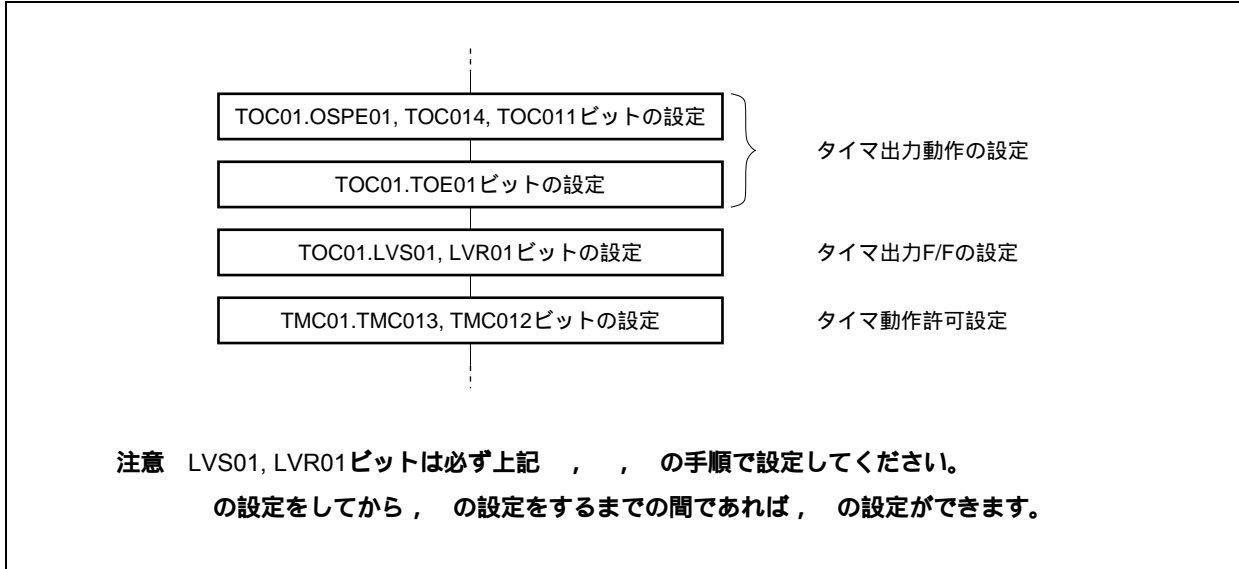 TOC01.OSPE01, TOC014, TOC011ビットの設定
タイマ出力動作の設定
TOC01.TOE01ビットの設定
TOC01.LVS01, LVR01ビットの設定 タイマ出力F/Fの設定
TMC01.TMC013, TMC012ビットの設定 タイマ動作許可設定
注意 LVS01, LVR01ビットは必ず上記 , , の手順で設定してください。
の設定をしてから , の設定をするまでの間であれば , の設定ができます。